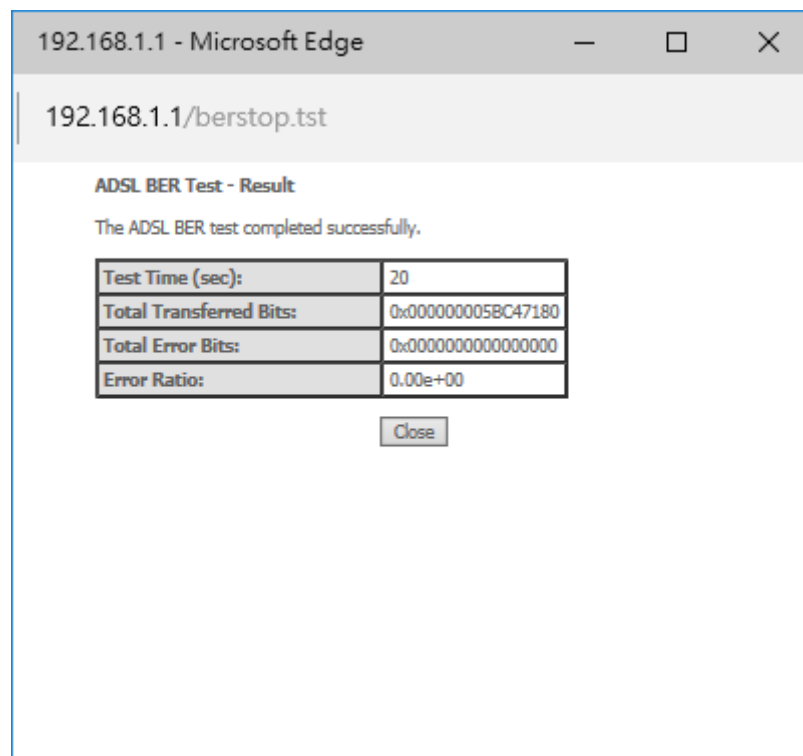 192.168.1.1 - Microsoft Edge
192.168.1.1/berstop.tst
ADSL BER Test - Result
The ADSL BER test completed successfully.
Test Time (sec): 20
Total Transferred Bits: 0x000000005BC47180
Total Error Bits: 0x0000000000000000
Error Ratio: 0.00e+00
Close